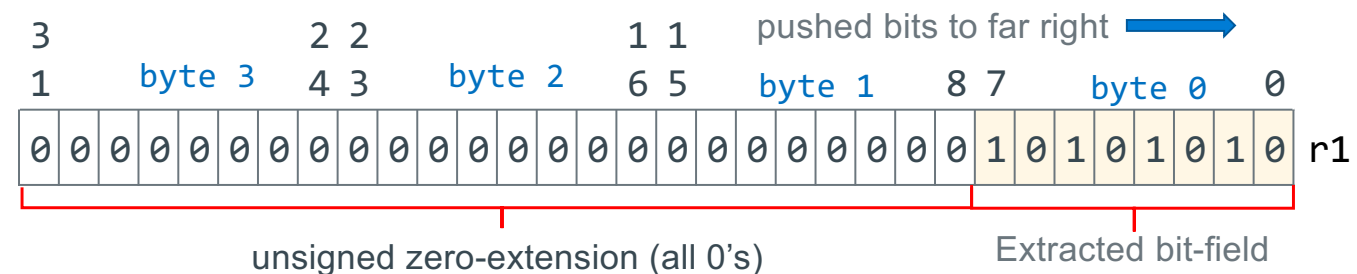 pushed bits to far right
3 2 2 1 1
1 byte 3 4 3 byte 2 6 5 byte 1 8 7 byte 0 0
0 0 0 0 0 0 0 0 0 0 0 0 0 0 0 0 0 0 0 0 0 0 0 0 1 0 1 0 1 0 1 0 r1
unsigned zero-extension (all 0's)
Extracted bit-field